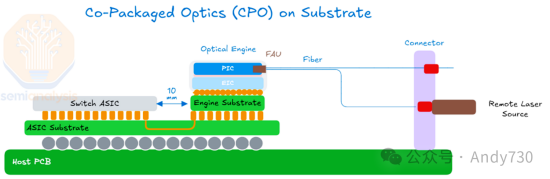 Co-Packaged Optics (CPO) on Substrate
Optical Engine
FAU
Connector
PIC
Fiber
EIC
10
mm
Switch ASIC
Engine Substrate
Remote Laser
Source
ASIC Substrate
Host PCB
semianalysis
公众号 · Andy730